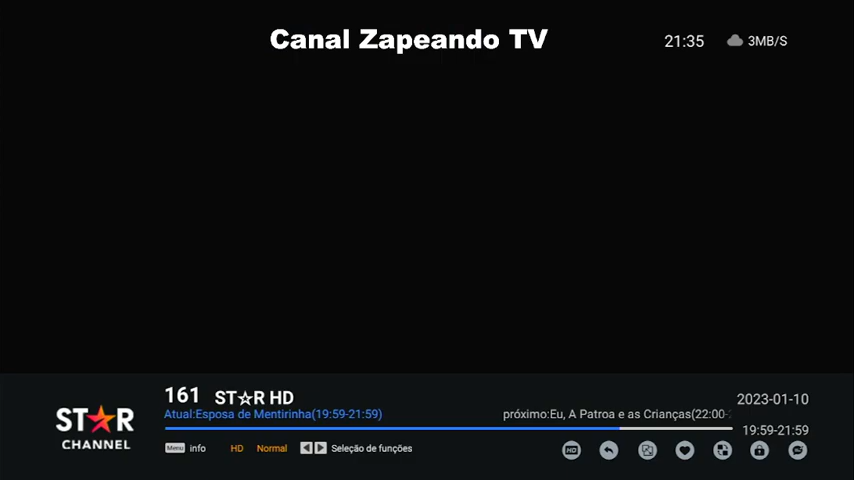 Canal Zapeando TV
21:35
3MB/S
161 ST☆R HD
2023-01-10
Atual:Esposa de Mentirinha(19:59-21:59)
próximo:Eu, A Patroa e as Crianças(22:00-
19:59-21:59
ST★R
CHANNEL
Menu info HD Normal Seleção de funções
HD